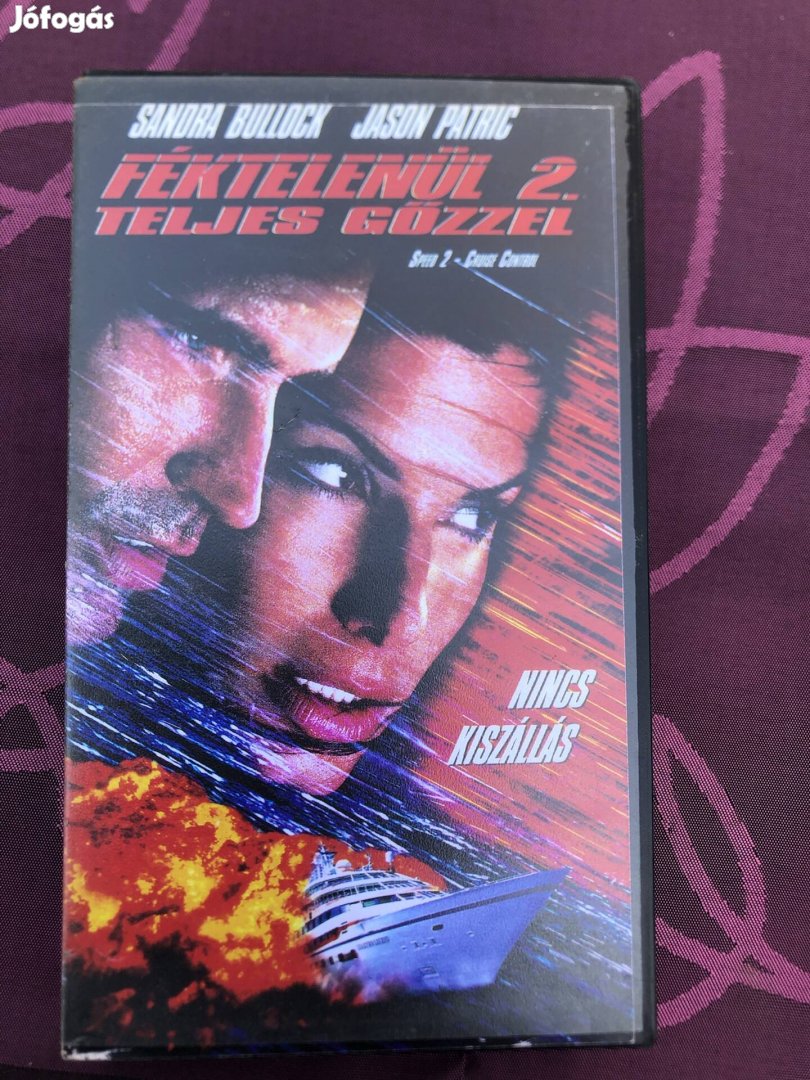 Jófogás
SANDRA BULLOCK JASON PATRIC
FÉKTELENÜL 2.
TELJES GŐZZEL
SPEED 2 - CRUISE CONTROL
NINCS
KISZÁLLÁS